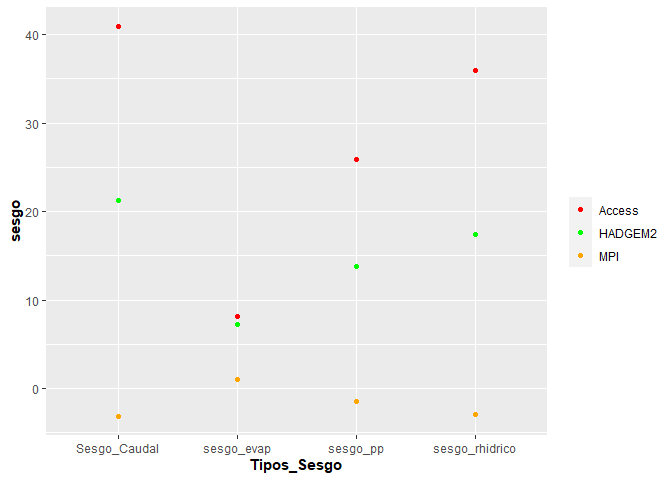 40
30
20
10
0
sesgo
Sesgo_Caudal
sesgo_evap
sesgo_pp
sesgo_rhidrico
Tipos_Sesgo
Access
HADGEM2
MPI